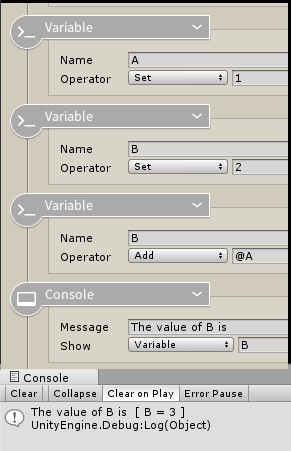 Variable
Name A
Operator Set 1
Variable
Name B
Operator Set 2
Variable
Name B
Operator Add @A
Console
Message The value of B is
Show Variable B
Console
Clear Collapse Clear on Play Error Pause
The value of B is [ B = 3 ]
UnityEngine.Debug:Log(Object)